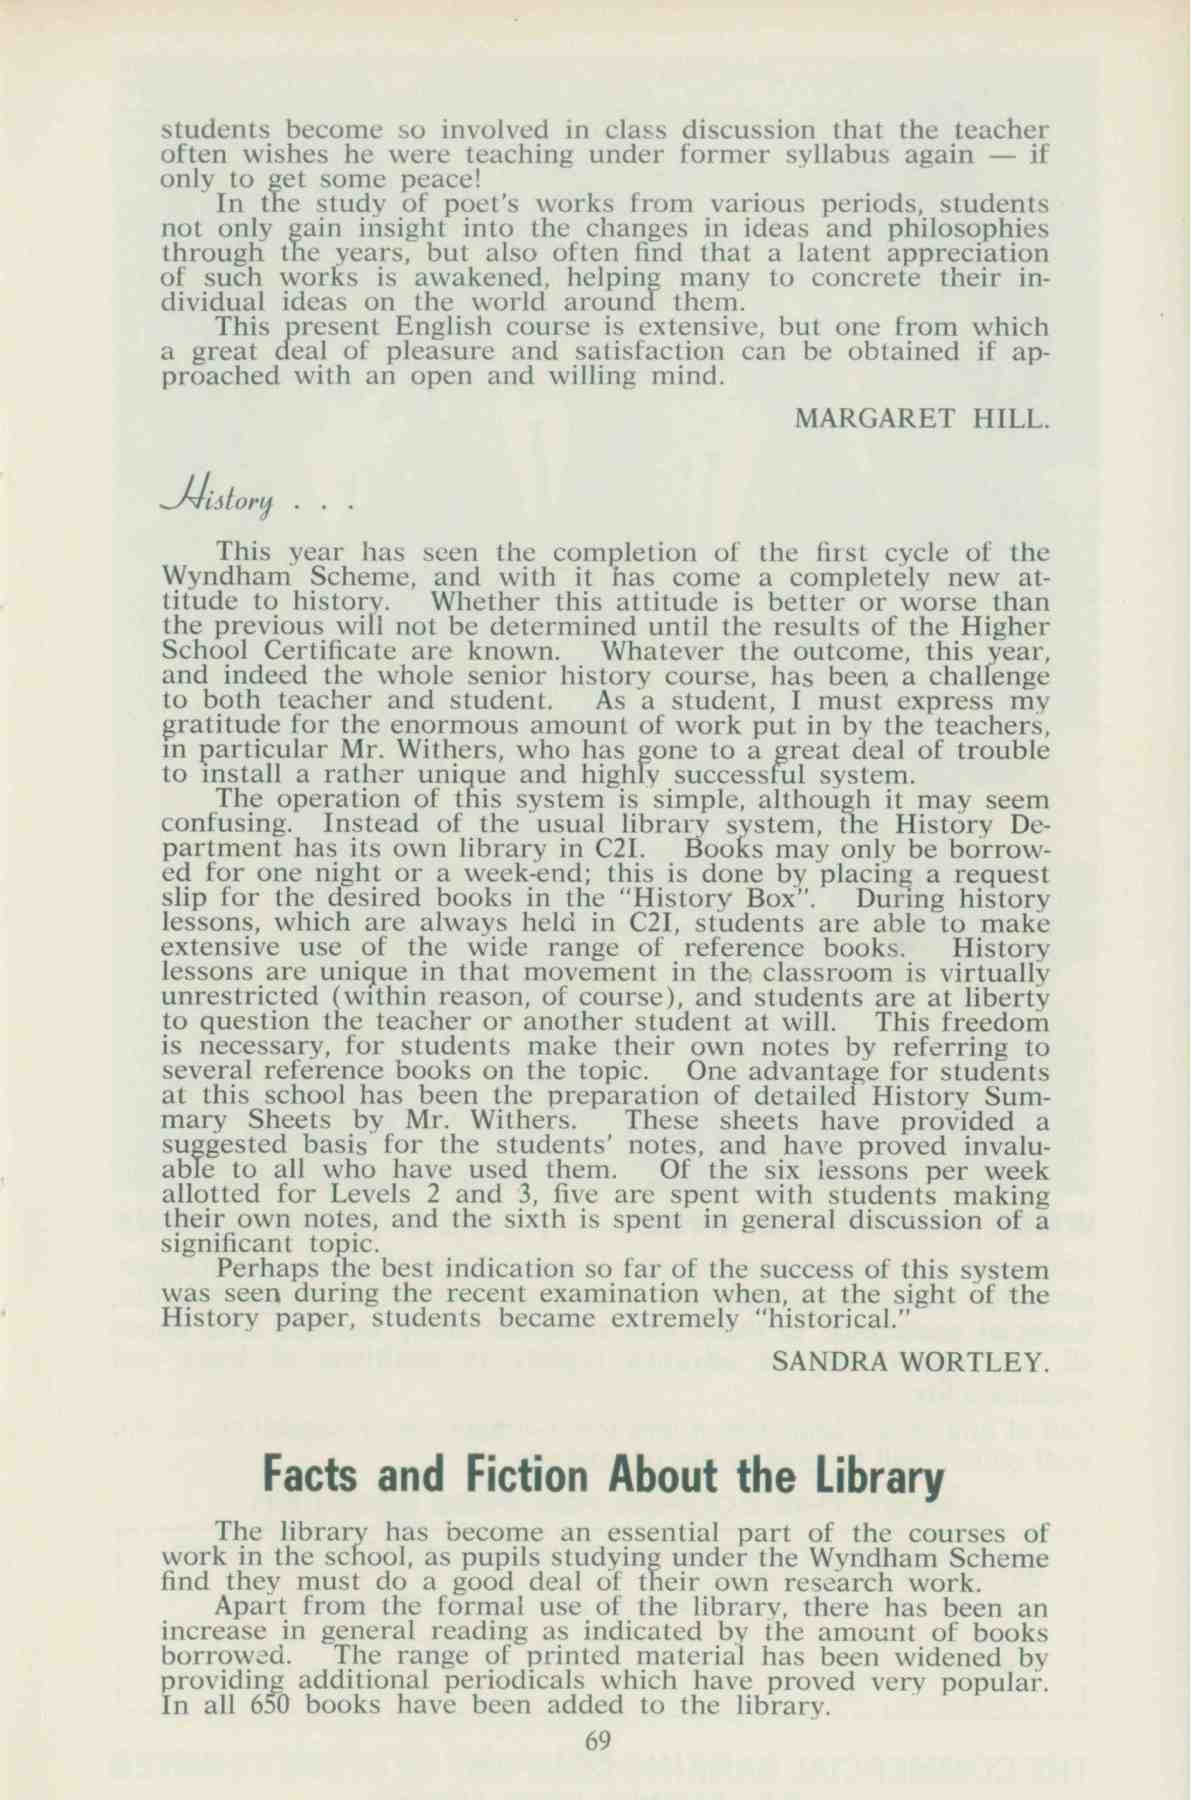 students become so involved in class discussion that the teacher
often wishes he were teaching under former syllabus again — if
only to get some peace!
In the study of poet's works from various periods, students
not only gain insight into the changes in ideas and philosophies
through the years, but also often find that a latent appreciation
of such works is awakened, helping many to concrete their in-
dividual ideas on the world around them.
This present English course is extensive, but one from which
a great deal of pleasure and satisfaction can be obtained if ap-
proached with an open and willing mind.
MARGARET HILL.
History . . .
This year has seen the completion of the first cycle of the
Wyndham Scheme, and with it has come a completely new at-
titude to history. Whether this attitude is better or worse than
the previous will not be determined until the results of the Higher
School Certificate are known. Whatever the outcome, this year,
and indeed the whole senior history course, has been a challenge
to both teacher and student. As a student, I must express my
gratitude for the enormous amount of work put in by the teachers,
in particular Mr. Withers, who has gone to a great deal of trouble
to install a rather unique and highly successful system.
The operation of this system is simple, although it may seem
confusing. Instead of the usual library system, the History De-
partment has its own library in C2I. Books may only be borrow-
ed for one night or a week-end; this is done by placing a request
slip for the desired books in the "History Box". During history
lessons, which are always held in C2I, students are able to make
extensive use of the wide range of reference books. History
lessons are unique in that movement in the classroom is virtually
unrestricted (within reason, of course), and students are at liberty
to question the teacher or another student at will. This freedom
is necessary, for students make their own notes by referring to
several reference books on the topic. One advantage for students
at this school has been the preparation of detailed History Sum-
mary Sheets by Mr. Withers. These sheets have provided a
suggested basis for the students' notes, and have proved invalu-
able to all who have used them. Of the six lessons per week
allotted for Levels 2 and 3, five are spent with students making
their own notes, and the sixth is spent in general discussion of a
significant topic.
Perhaps the best indication so far of the success of this system
was seen during the recent examination when, at the sight of the
History paper, students became extremely "historical."
SANDRA WORTLEY.
Facts and Fiction About the Library
The library has become an essential part of the courses of
work in the school, as pupils studying under the Wyndham Scheme
find they must do a good deal of their own research work.
Apart from the formal use of the library, there has been an
increase in general reading as indicated by the amount of books
borrowed. The range of printed material has been widened by
providing additional periodicals which have proved very popular.
In all 650 books have been added to the library.
69